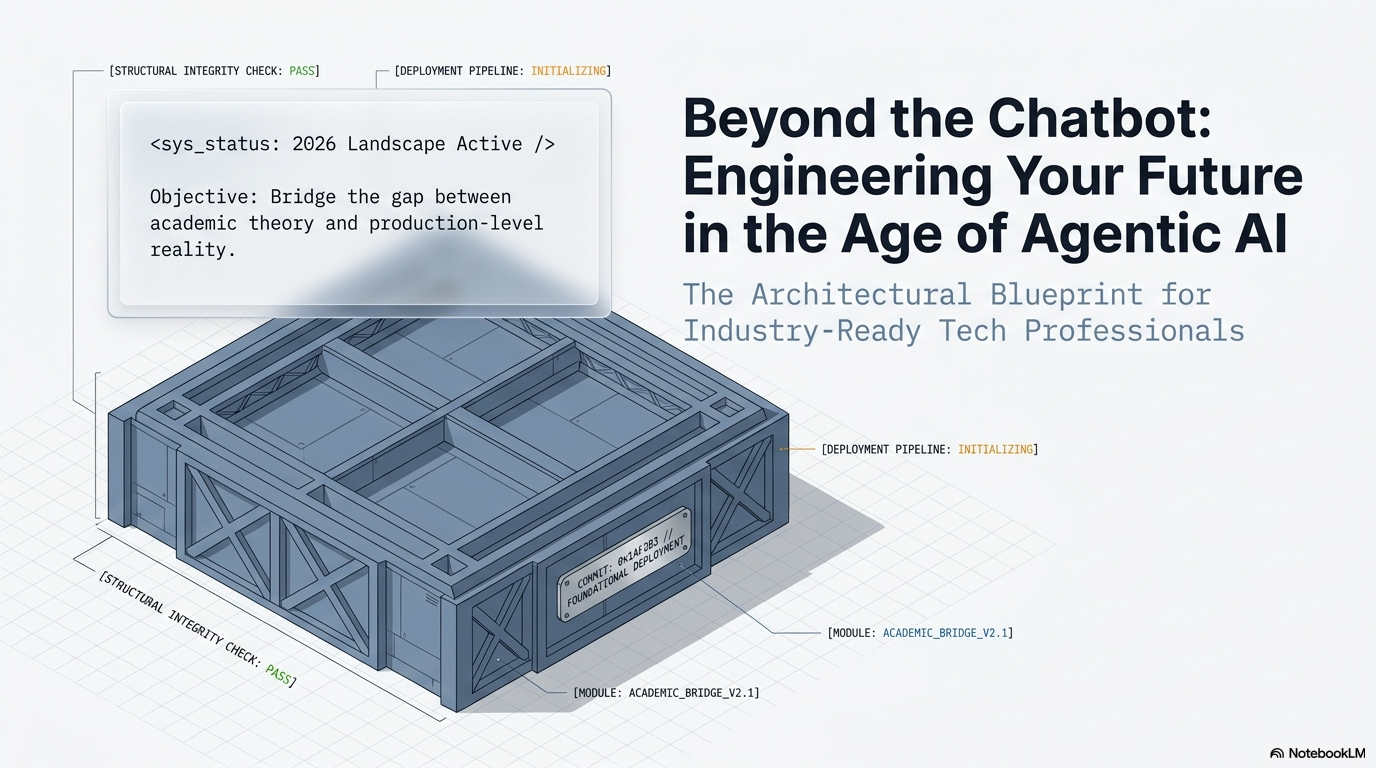 [STRUCTURAL INTEGRITY CHECK: PASS]
[DEPLOYMENT PIPELINE: INITIALIZING]
<sys_status: 2026 Landscape Active />
Objective: Bridge the gap between
academic theory and production-level
reality.
Beyond the Chatbot:
Engineering Your Future
in the Age of Agentic AI
The Architectural Blueprint for
Industry-Ready Tech Professionals
[DEPLOYMENT PIPELINE: INITIALIZING]
COMMIT: //
FOUNDATIONAL DEPLOYMENT
[STRUCTURAL INTEGRITY CHECK: PASS]
[MODULE: ACADEMIC_BRIDGE_V2.1]
[MODULE: ACADEMIC_BRIDGE_V2.1]
NotebookLM